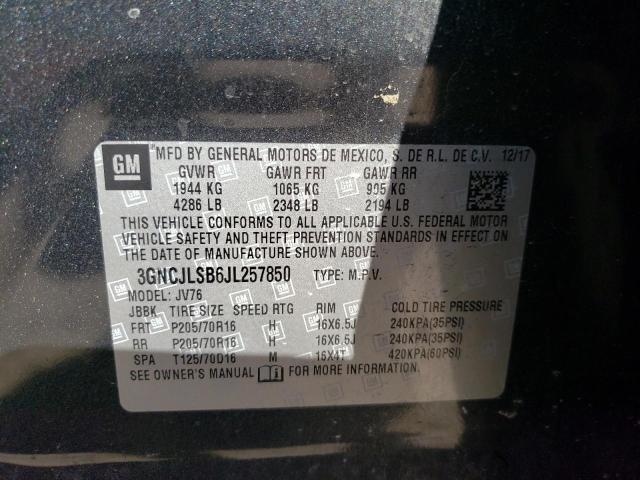 GM MFD BY GENERAL MOTORS DE MEXICO, S. DE R.L. DE C.V. 12/17
GVWR GAWR FRT GAWR RR
1944 KG 1065 KG 995 KG
4286 LB 2348 LB 2194 LB
THIS VEHICLE CONFORMS TO ALL APPLICABLE U.S. FEDERAL MOTOR
VEHICLE SAFETY, BUMPER, AND THEFT PREVENTION STANDARDS
IN EFFECT ON THE DATE OF MANUFACTURE SHOWN ABOVE.
3GNCJLSB6JL257850 TYPE: M.P.V.
MODEL: JV76
JBBK TIRE SIZE SPEED RTG RIM COLD TIRE PRESSURE
FRT P205/70R16 H 16X6.5J 240KPA(35PSI)
RR P205/70R16 H 16X6.5J 240KPA(35PSI)
SPA T125/70D16 M 16X4T 420KPA(60PSI)
SEE OWNER'S MANUAL FOR MORE INFORMATION.